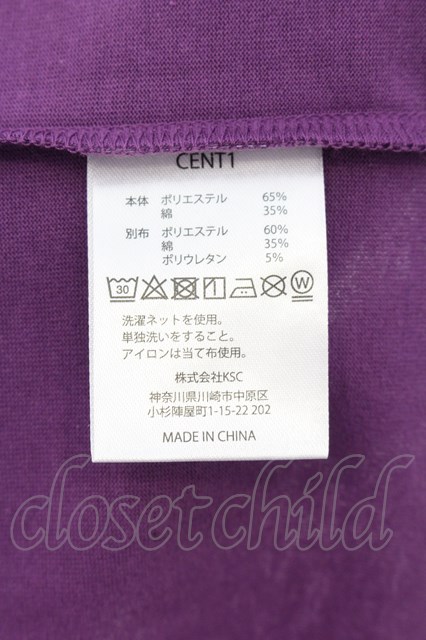 CENT1
本体 ポリエステル 65%
綿 35%
別布 ポリエステル 60%
綿 35%
ポリウレタン 5%
30 W
洗濯ネットを使用。
単独洗いをすること。
アイロンは当て布使用。
株式会社KSC
神奈川県川崎市中原区
小杉陣屋町1-15-22 202
MADE IN CHINA
closetchild